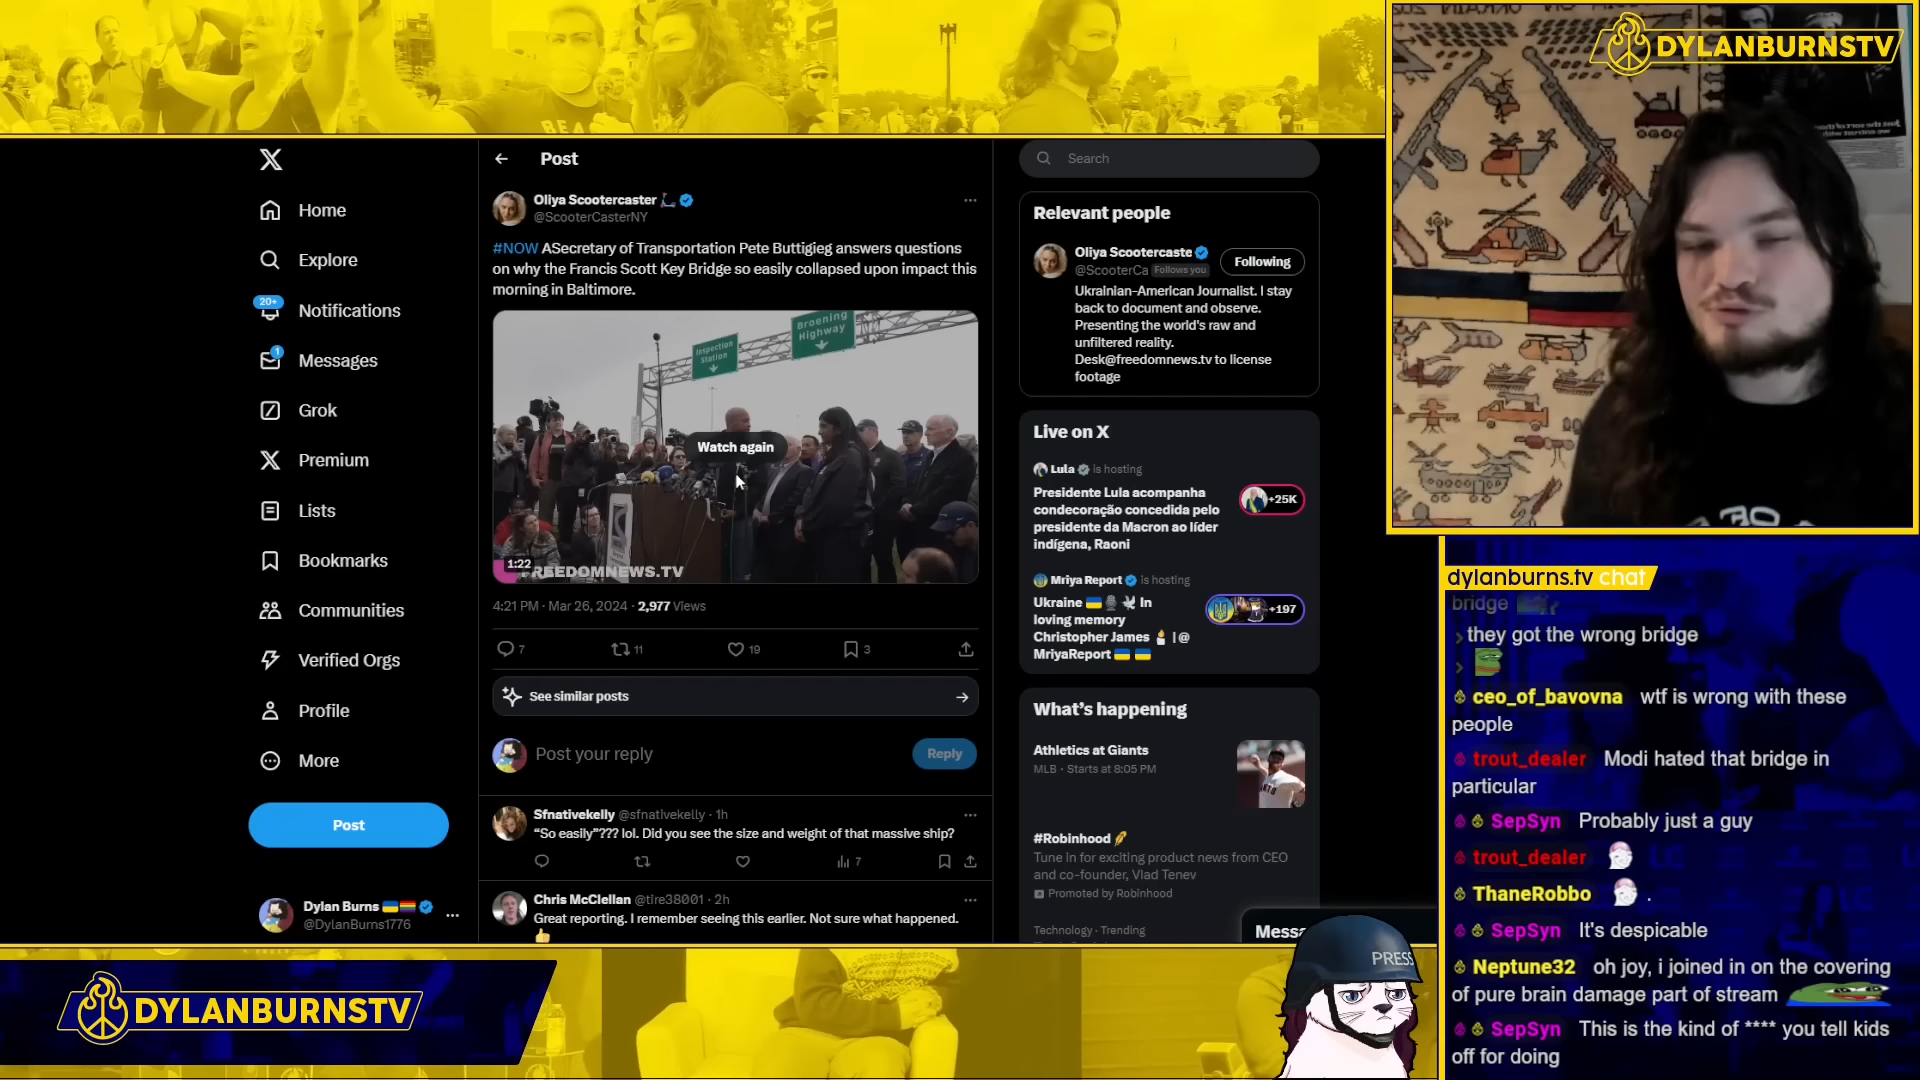 BEA
X
Home
Explore
20+
Notifications
1
Messages
Grok
Premium
Lists
Bookmarks
Communities
Verified Orgs
Profile
More
Post
Dylan Burns
@DylanBurns1776
Post
Oliya Scootercaster
@ScooterCasterNY
#NOW ASecretary of Transportation Pete Buttigieg answers questions
on why the Francis Scott Key Bridge so easily collapsed upon impact this
morning in Baltimore.
Inspection
Station
Broening
Highway
Watch again
1:22
FREEDOMNEWS.TV
4:21 PM · Mar 26, 2024 · 2,977 Views
7
11
19
3
See similar posts
Post your reply
Reply
Sfnativekelly @sfnativekelly · 1h
“So easily”??? lol. Did you see the size and weight of that massive ship?
7
Chris McClellan @tire38001 · 2h
Great reporting. I remember seeing this earlier. Not sure what happened.
Search
Relevant people
Oliya Scootercaste
@ScooterCa Follows you
Following
Ukrainian-American Journalist. I stay
back to document and observe.
Presenting the world's raw and
unfiltered reality.
Desk@freedomnews.tv to license
footage
Live on X
Lula is hosting
Presidente Lula acompanha
condecoração concedida pelo
presidente da Macron ao líder
indígena, Raoni
+25K
Mriya Report is hosting
Ukraine In
loving memory
Christopher James | @
MriyaReport
+197
What's happening
Athletics at Giants
MLB · Starts at 8:05 PM
#Robinhood
Tune in for exciting product news from CEO
and co-founder, Vlad Tenev
Promoted by Robinhood
Technology · Trending
Messa
PRESS
DYLANBURNSTV
DYLANBURNSTV
dylanburns.tv chat
bridge
they got the wrong bridge
ceo_of_bavovna wtf is wrong with these
people
trout_dealer Modi hated that bridge in
particular
SepSyn Probably just a guy
trout_dealer
ThaneRobbo .
SepSyn It's despicable
Neptune32 oh joy, i joined in on the covering
of pure brain damage part of stream
SepSyn This is the kind of **** you tell kids
off for doing